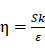 η = Sk/ε